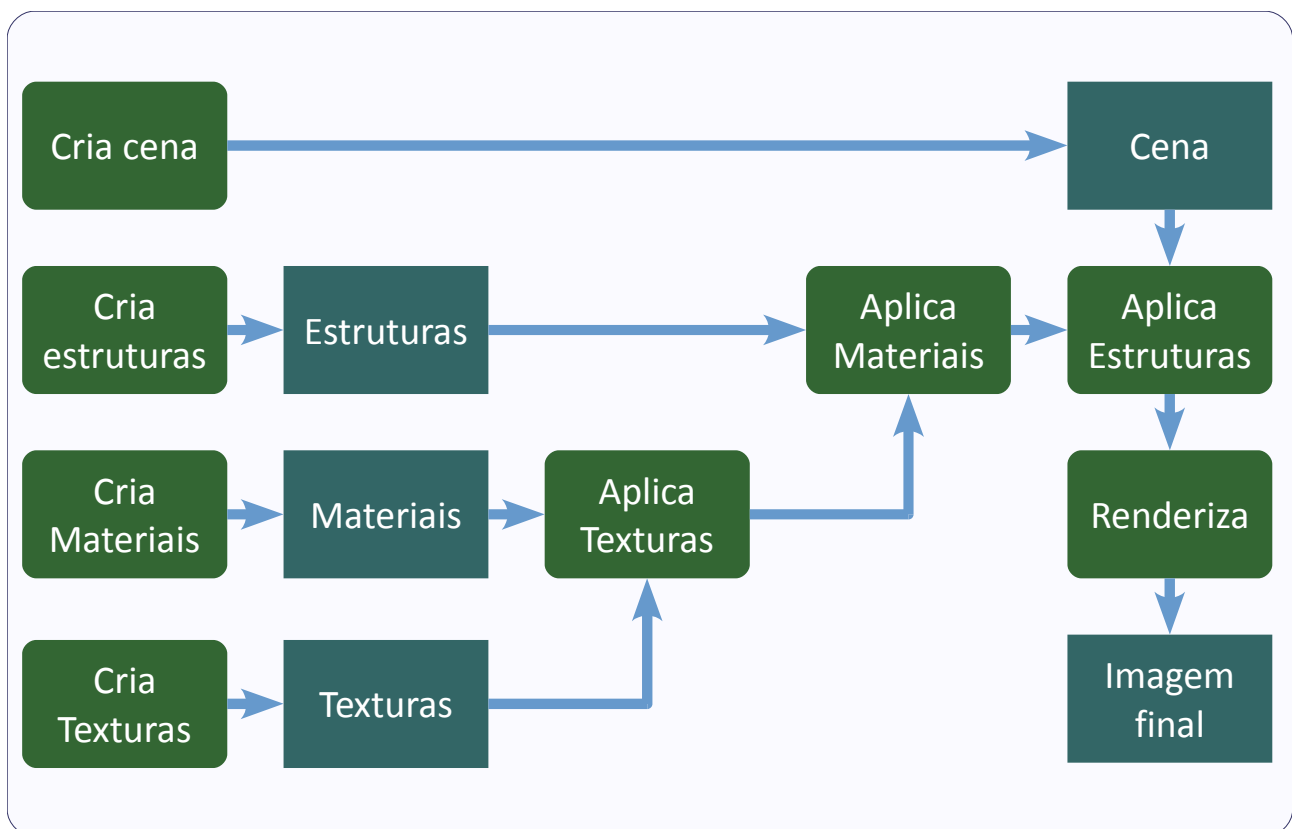 Cria cena
Cena
Cria
estruturas
Estruturas
Aplica
Materiais
Aplica
Estruturas
Cria
Materiais
Materiais
Aplica
Texturas
Renderiza
Cria
Texturas
Texturas
Imagem
final